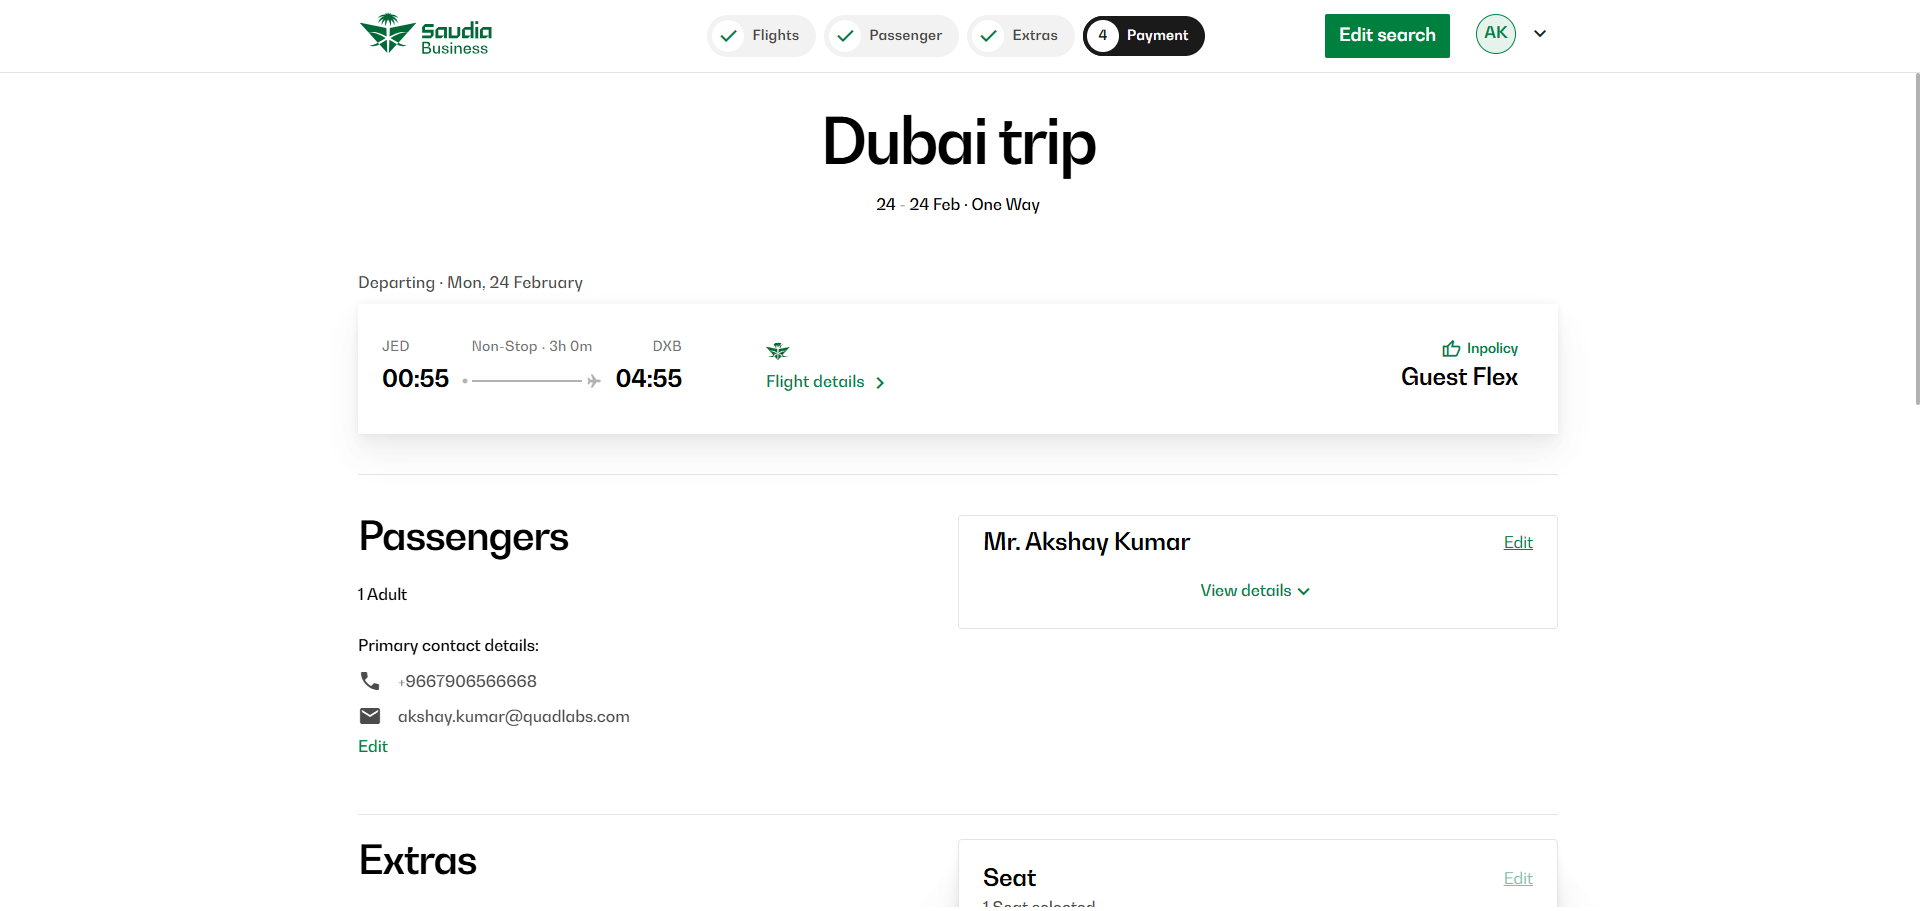 Saudia
Business
Flights
Passenger
Extras
4 Payment
Edit search
AK
Dubai trip
24 - 24 Feb · One Way
Departing · Mon, 24 February
JED Non-Stop · 3h 0m DXB
00:55 04:55
Flight details
Inpolicy
Guest Flex
Passengers
1 Adult
Primary contact details:
+9667906566668
akshay.kumar@quadlabs.com
Edit
Mr. Akshay Kumar
Edit
View details
Extras
Seat
Edit
1 Seat selected